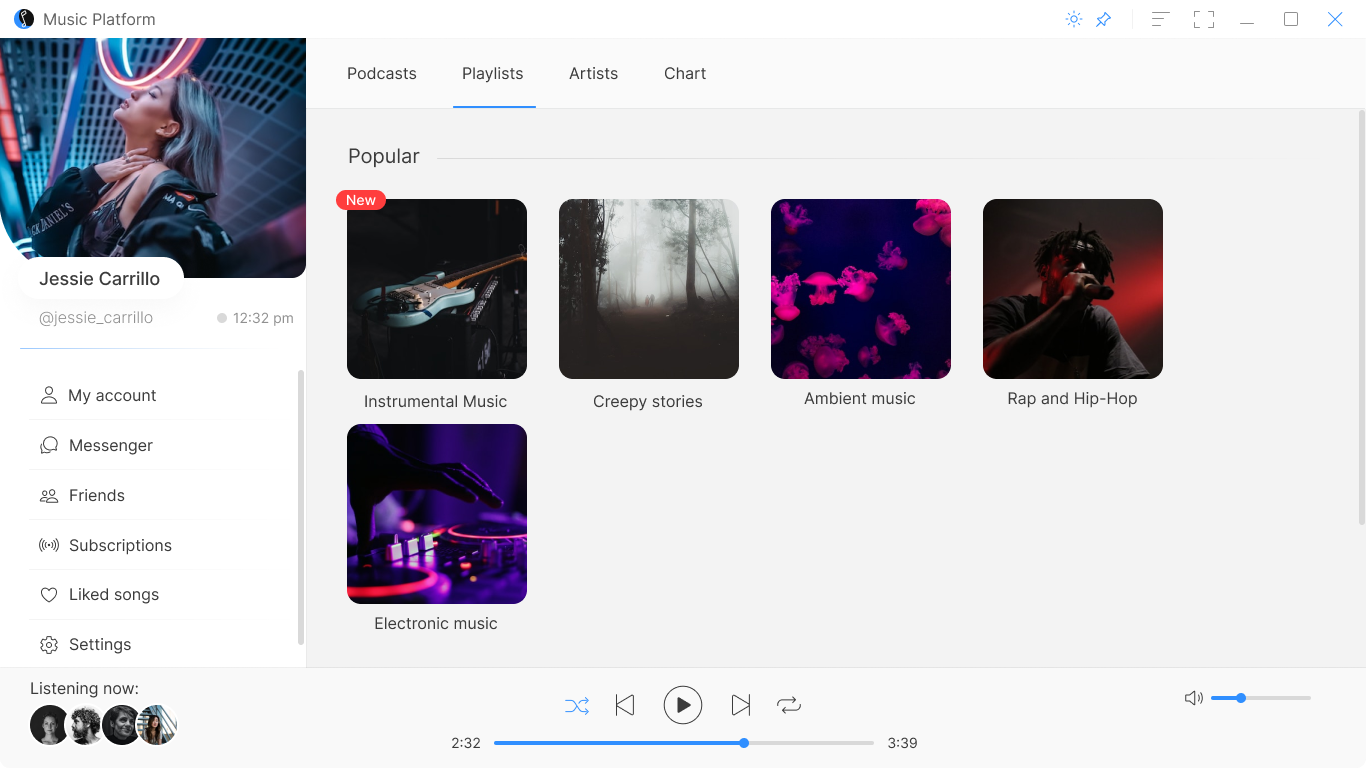 Music Platform
Podcasts
Playlists
Artists
Chart
Jessie Carrillo
@jessie_carrillo
12:32 pm
My account
Messenger
Friends
Subscriptions
Liked songs
Settings
Popular
New
Instrumental Music
Creepy stories
Ambient music
Rap and Hip-Hop
Electronic music
Listening now:
2:32
3:39